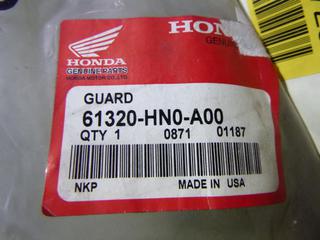 HONDA
GENUINE PARTS
HONDA MOTOR CO., LTD.
HON
GENUINE
GUARD
61320-HN0-A00
QTY 1 0871 01187
NKP MADE IN USA